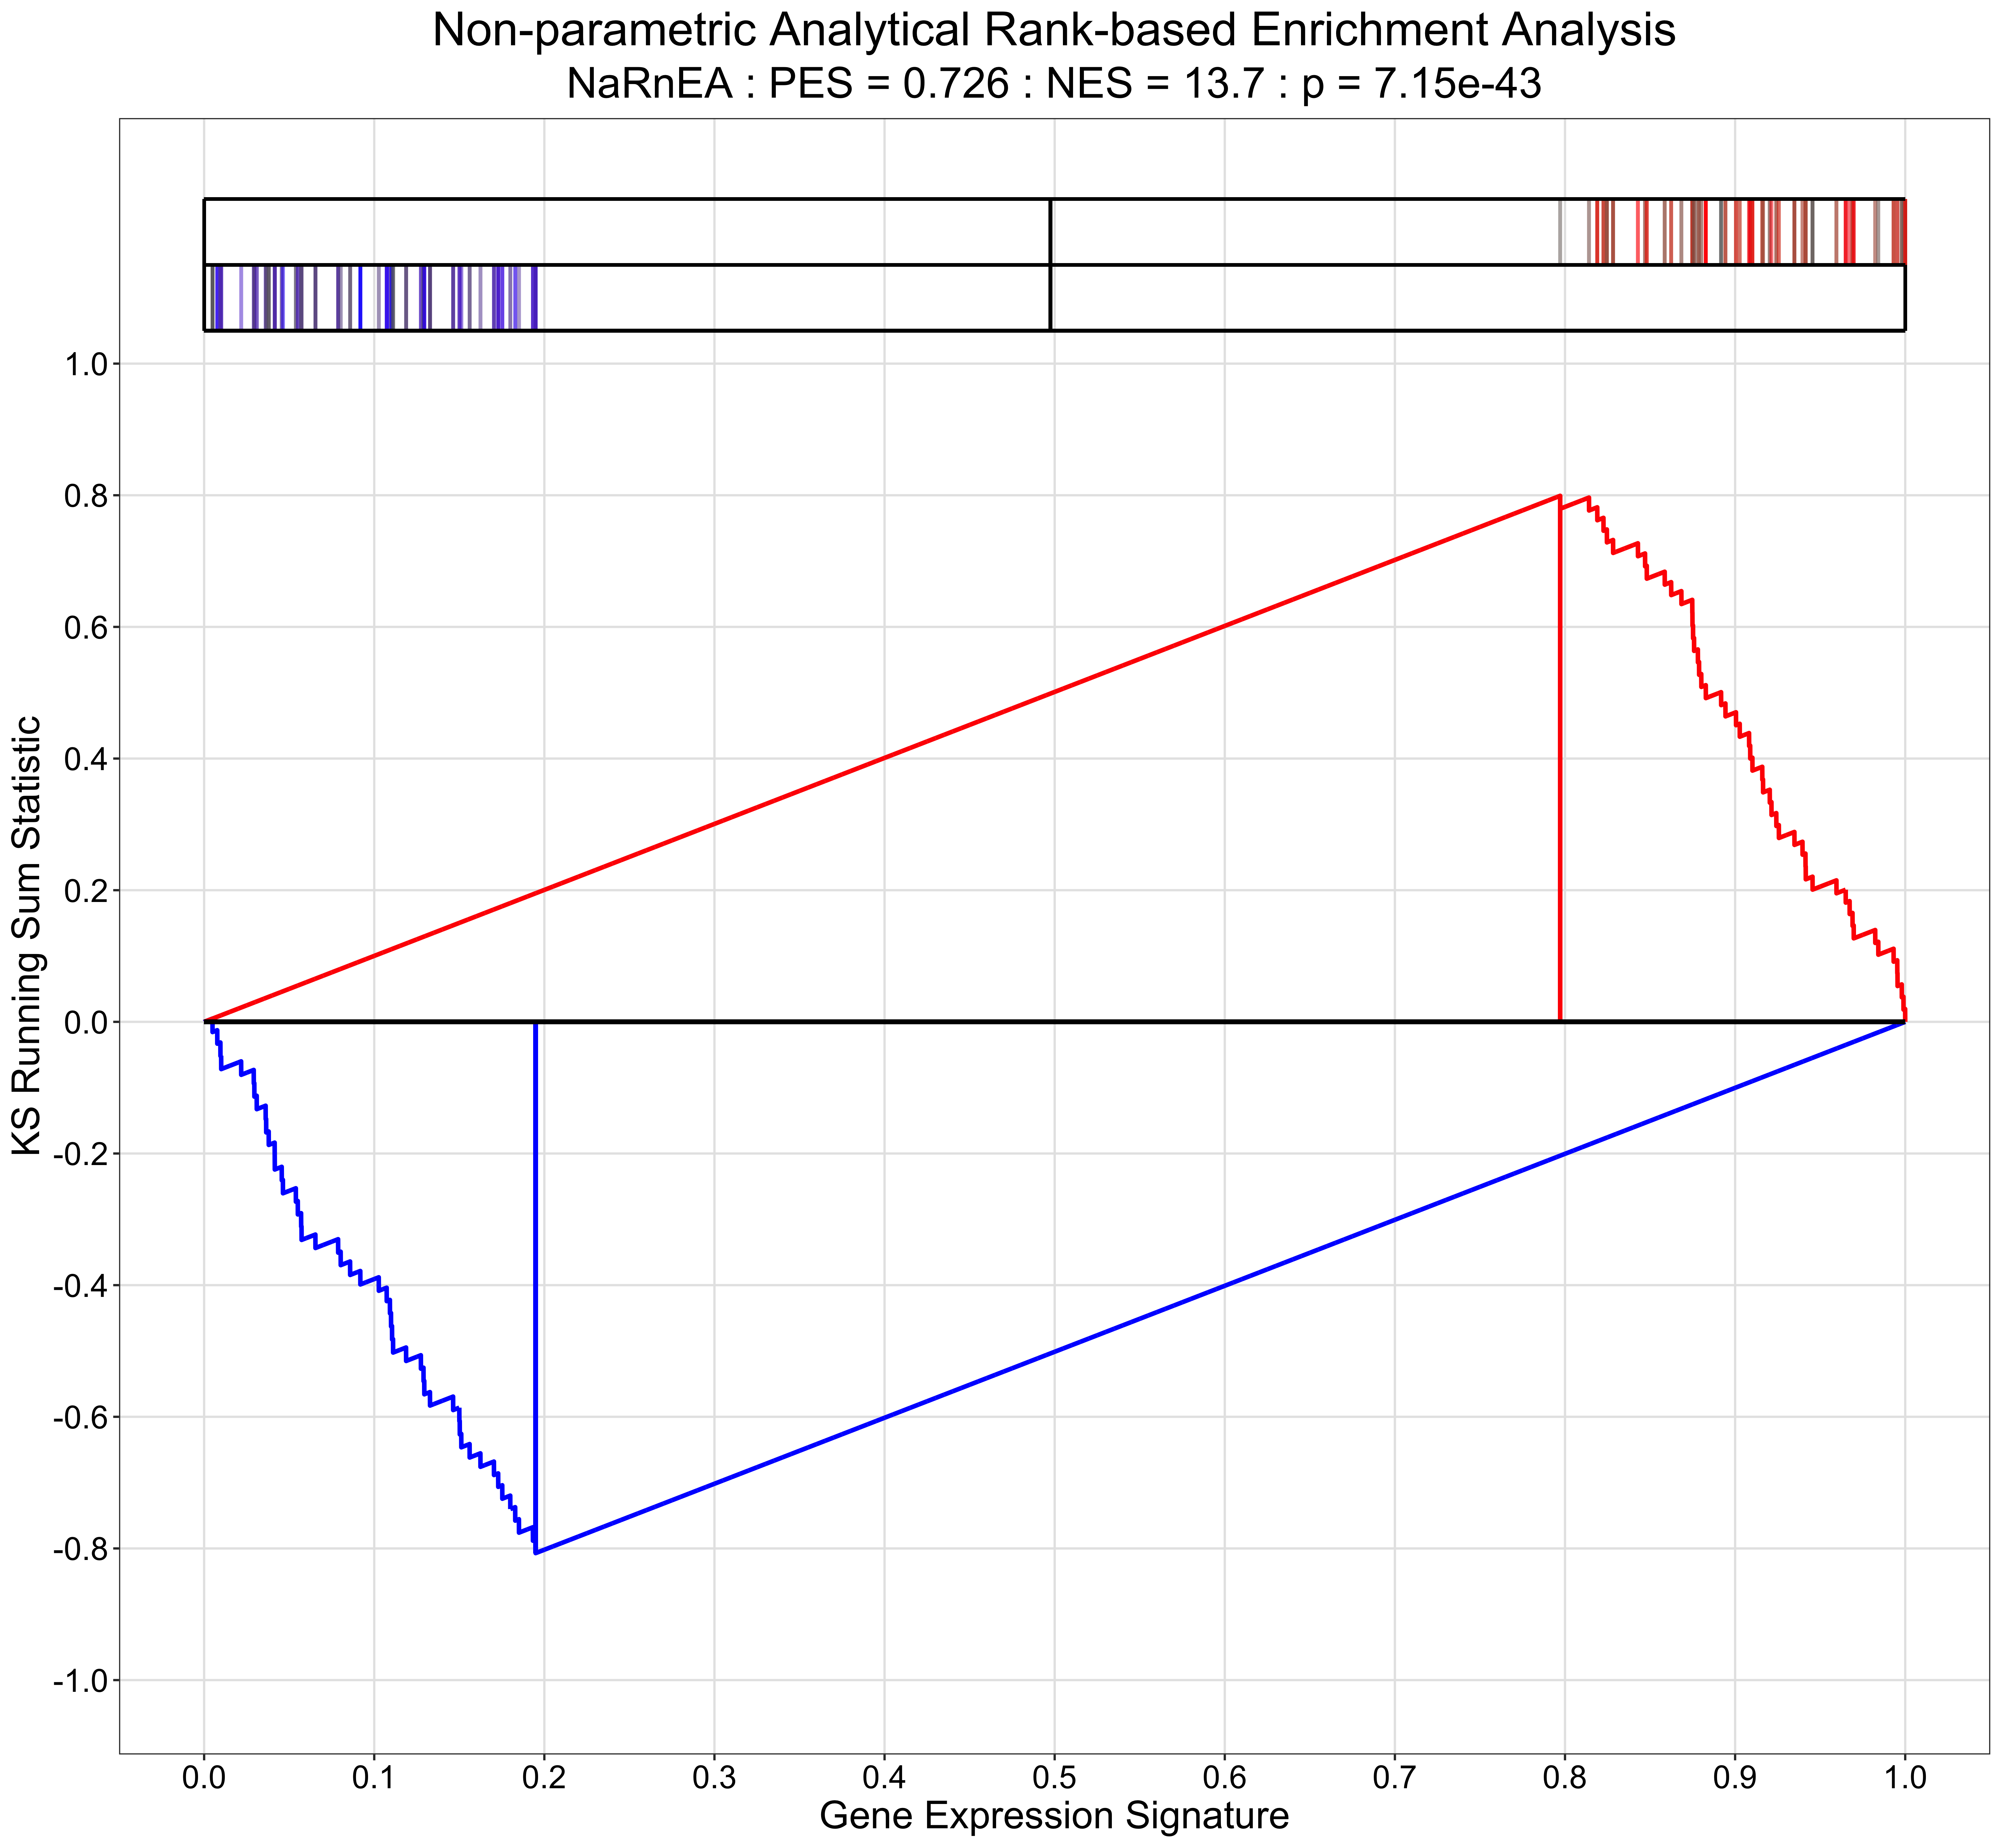 Non-parametric Analytical Rank-based Enrichment Analysis
NaRnEA : PES = 0.726 : NES = 13.7 : p = 7.15e-43
KS Running Sum Statistic
1.0
0.8
0.6
0.4
0.2
0.0
-0.2
-0.4
-0.6
-0.8
-1.0
0.0 0.1 0.2 0.3 0.4 0.5 0.6 0.7 0.8 0.9 1.0
Gene Expression Signature